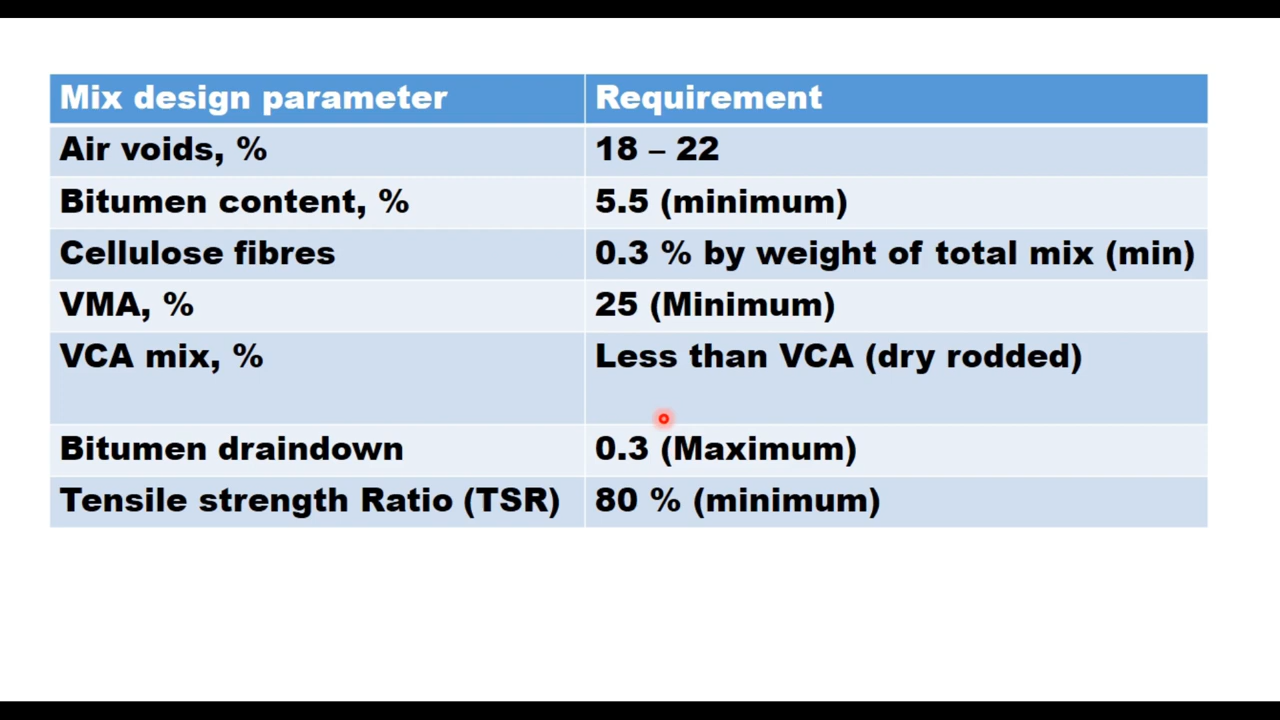 Mix design parameter Requirement
Air voids, % 18 – 22
Bitumen content, % 5.5 (minimum)
Cellulose fibres 0.3 % by weight of total mix (min)
VMA, % 25 (Minimum)
VCA mix, % Less than VCA (dry rodded)
Bitumen draindown 0.3 (Maximum)
Tensile strength Ratio (TSR) 80 % (minimum)